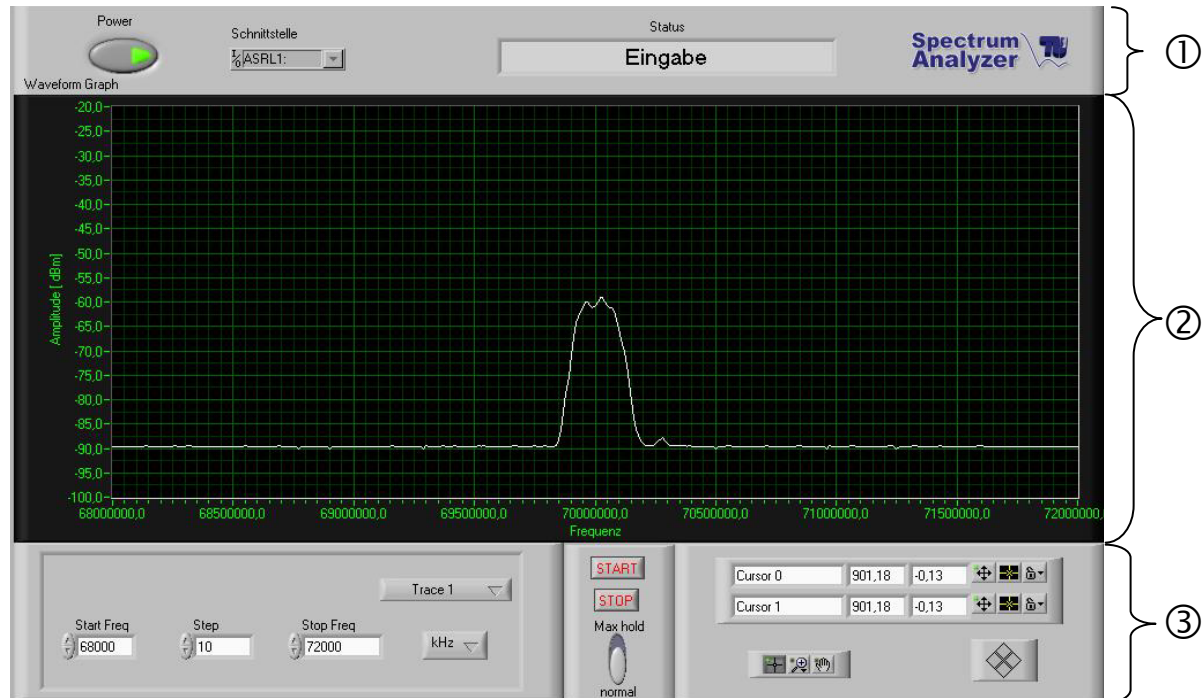 Power
Schnittstelle
I/O ASRL1:
Status
Eingabe
Spectrum
Analyzer
TU
①
Waveform Graph
-20,0
-25,0
-30,0
-35,0
-40,0
-45,0
-50,0
-55,0
-60,0
-65,0
-70,0
-75,0
-80,0
-85,0
-90,0
-95,0
-100,0
Amplitude [ dBm]
②
68000000,0 68500000,0 69000000,0 69500000,0 70000000,0 70500000,0 71000000,0 71500000,0 72000000,
Frequenz
Trace 1
Start Freq Step Stop Freq
68000 10 72000 kHz
START
STOP
Max hold
normal
Cursor 0 901,18 -0,13
Cursor 1 901,18 -0,13
③